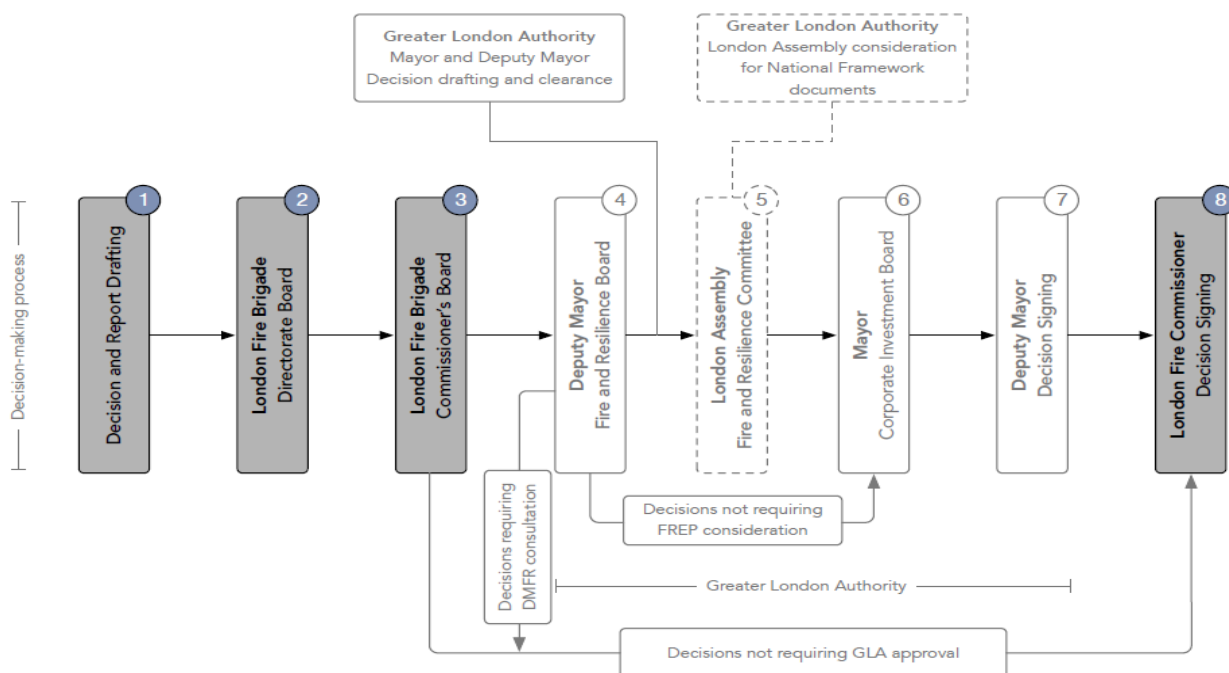 Greater London Authority
Mayor and Deputy Mayor
Decision drafting and clearance
Greater London Authority
London Assembly consideration
for National Framework
documents
Decision-making process
1
Decision and Report Drafting
2
London Fire Brigade
Directorate Board
3
London Fire Brigade
Commissioner's Board
4
Deputy Mayor
Fire and Resilience Board
5
London Assembly
Fire and Resilience Committee
6
Mayor
Corporate Investment Board
7
Deputy Mayor
Decision Signing
8
London Fire Commissioner
Decision Signing
Decisions requiring
DMFR consultation
Decisions not requiring
FREP consideration
Greater London Authority
Decisions not requiring GLA approval